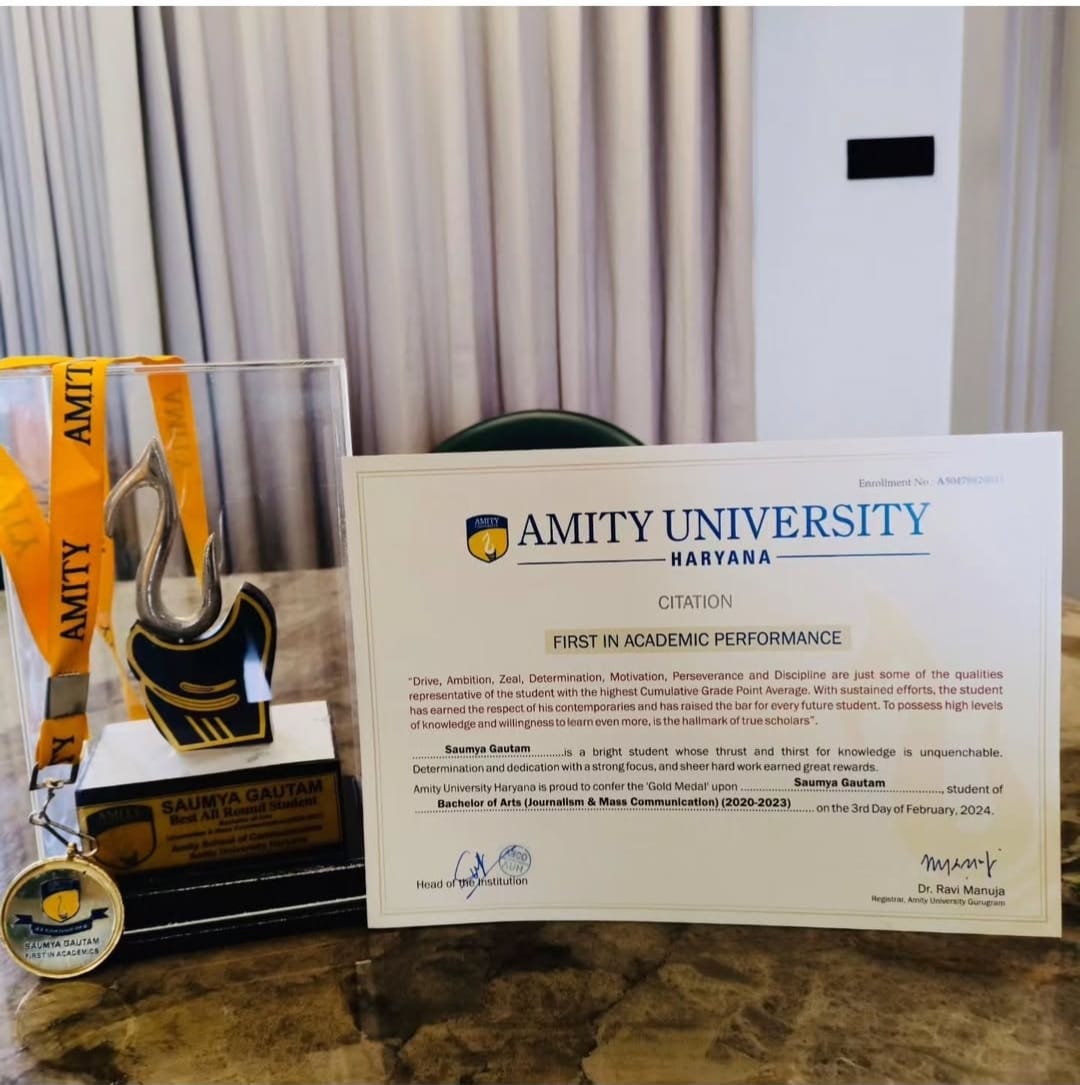 AMITY
AMITY
AMITY
SAUMYA GAUTAM
Best All Round Student
Amity School of Communication
Amity University Haryana
SAUMYA GAUTAM
FIRST IN ACADEMICS
Enrollment No.:
AMITY
AMITY UNIVERSITY
HARYANA
CITATION
FIRST IN ACADEMIC PERFORMANCE
"Drive, Ambition, Zeal, Determination, Motivation, Perseverance and Discipline are just some of the qualities
representative of the student with the highest Cumulative Grade Point Average. With sustained efforts, the student
has earned the respect of his contemporaries and has raised the bar for every future student. To possess high levels
of knowledge and willingness to learn even more, is the hallmark of true scholars".
Saumya Gautam is a bright student whose thrust and thirst for knowledge is unquenchable.
Determination and dedication with a strong focus, and sheer hard work earned great rewards.
Amity University Haryana is proud to confer the 'Gold Medal' upon Saumya Gautam, student of
Bachelor of Arts (Journalism & Mass Communication) (2020-2023) on the 3rd Day of February, 2024.
Head of the Institution
Dr. Ravi Manuja
Registrar, Amity University Gurugram